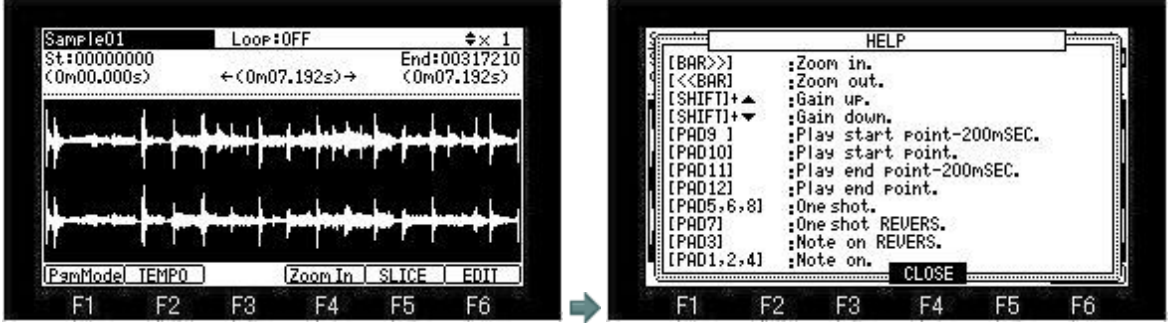 Sample01 Loop:OFF × 1
St:00000000 End:00317210
(0m00.000s) ←(0m07.192s)→ (0m07.192s)
PgmMode TEMPO Zoom In SLICE EDIT
F1 F2 F3 F4 F5 F6
HELP
[BAR>>] :Zoom in.
[<<BAR] :Zoom out.
[SHIFT]+▲ :Gain up.
[SHIFT]+▼ :Gain down.
[PAD9 ] :Play start point-200mSEC.
[PAD10] :Play start point.
[PAD11] :Play end point-200mSEC.
[PAD12] :Play end point.
[PAD5,6,8] :One shot.
[PAD7] :One shot REVERS.
[PAD3] :Note on REVERS.
[PAD1,2,4] :Note on.
CLOSE
F1 F2 F3 F4 F5 F6